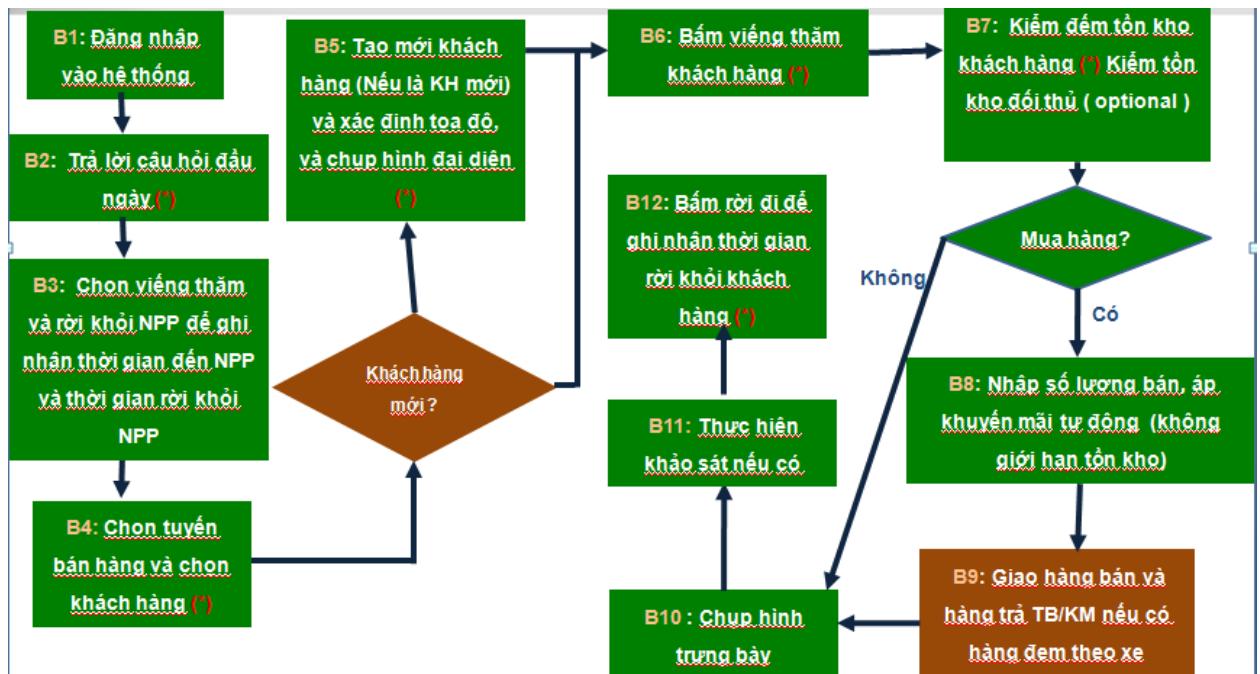 B1: Đăng nhập
vào hệ thống
B2: Trả lời câu hỏi đầu
ngày (*)
B3: Chọn viếng thăm
và rời khỏi NPP để ghi
nhận thời gian đến NPP
và thời gian rời khỏi
NPP
B4: Chọn tuyến
bán hàng và chọn
khách hàng (*)
Khách hàng
mới?
B5: Tao mới khách
hàng (Nếu là KH mới)
và xác định tọa độ,
và chụp hình đại diện
(*)
B6: Bấm viếng thăm
khách hàng (*)
B7: Kiểm đếm tồn kho
khách hàng (*) Kiểm tồn
kho đối thủ ( optional )
Mua hàng?
Không
Có
B8: Nhập số lượng bán, áp
khuyến mãi tự động (không
giới hạn tồn kho)
B9: Giao hàng bán và
hàng trả TB/KM nếu có
hàng đem theo xe
B10 : Chụp hình
trưng bày
B11: Thực hiện
khảo sát nếu có
B12: Bấm rời đi để
ghi nhận thời gian
rời khỏi khách
hàng (*)